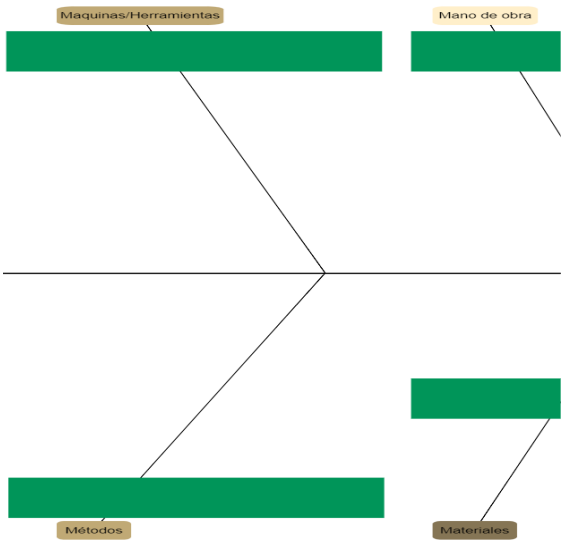 Maquinas/Herramientas
Mano de obra
Métodos
Materiales